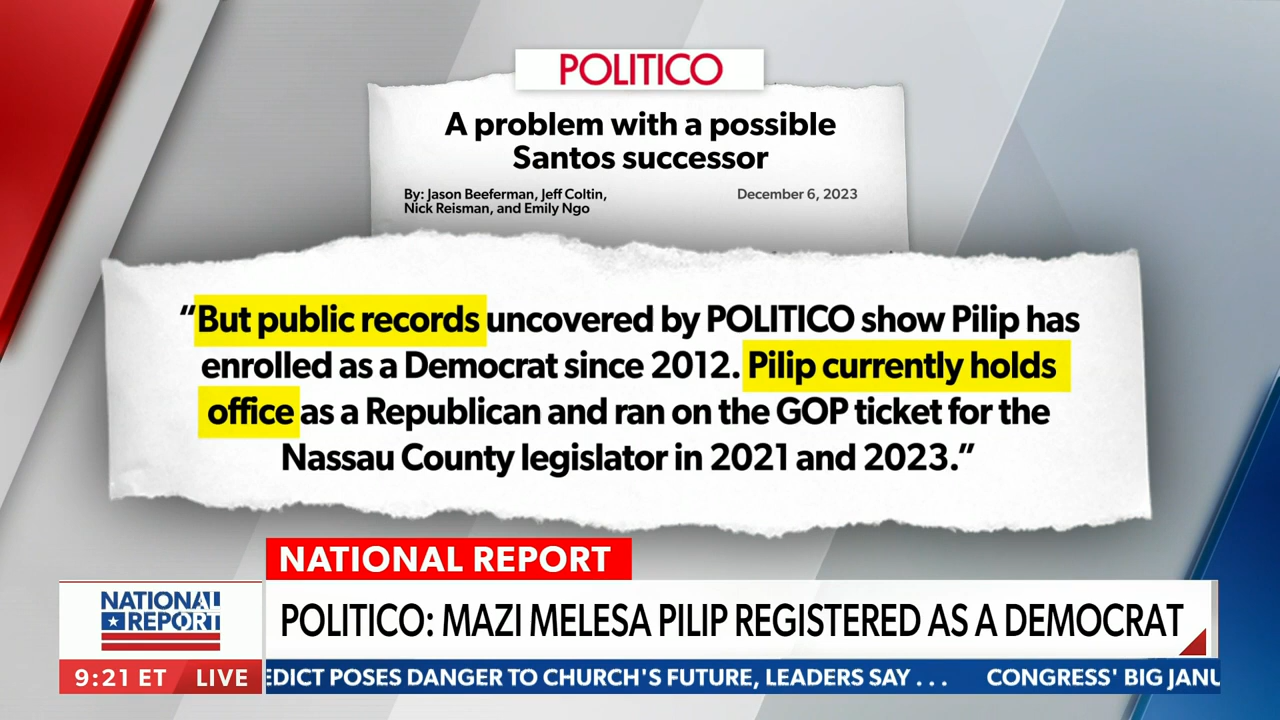 POLITICO
A problem with a possible
Santos successor
By: Jason Beeferman, Jeff Coltin,
Nick Reisman, and Emily Ngo
December 6, 2023
“But public records uncovered by POLITICO show Pilip has
enrolled as a Democrat since 2012. Pilip currently holds
office as a Republican and ran on the GOP ticket for the
Nassau County legislator in 2021 and 2023.”
NATIONAL REPORT
NATIONAL
REPORT
POLITICO: MAZI MELESA PILIP REGISTERED AS A DEMOCRAT
9:21 ET LIVE
EDICT POSES DANGER TO CHURCH'S FUTURE, LEADERS SAY . . . CONGRESS' BIG JANU